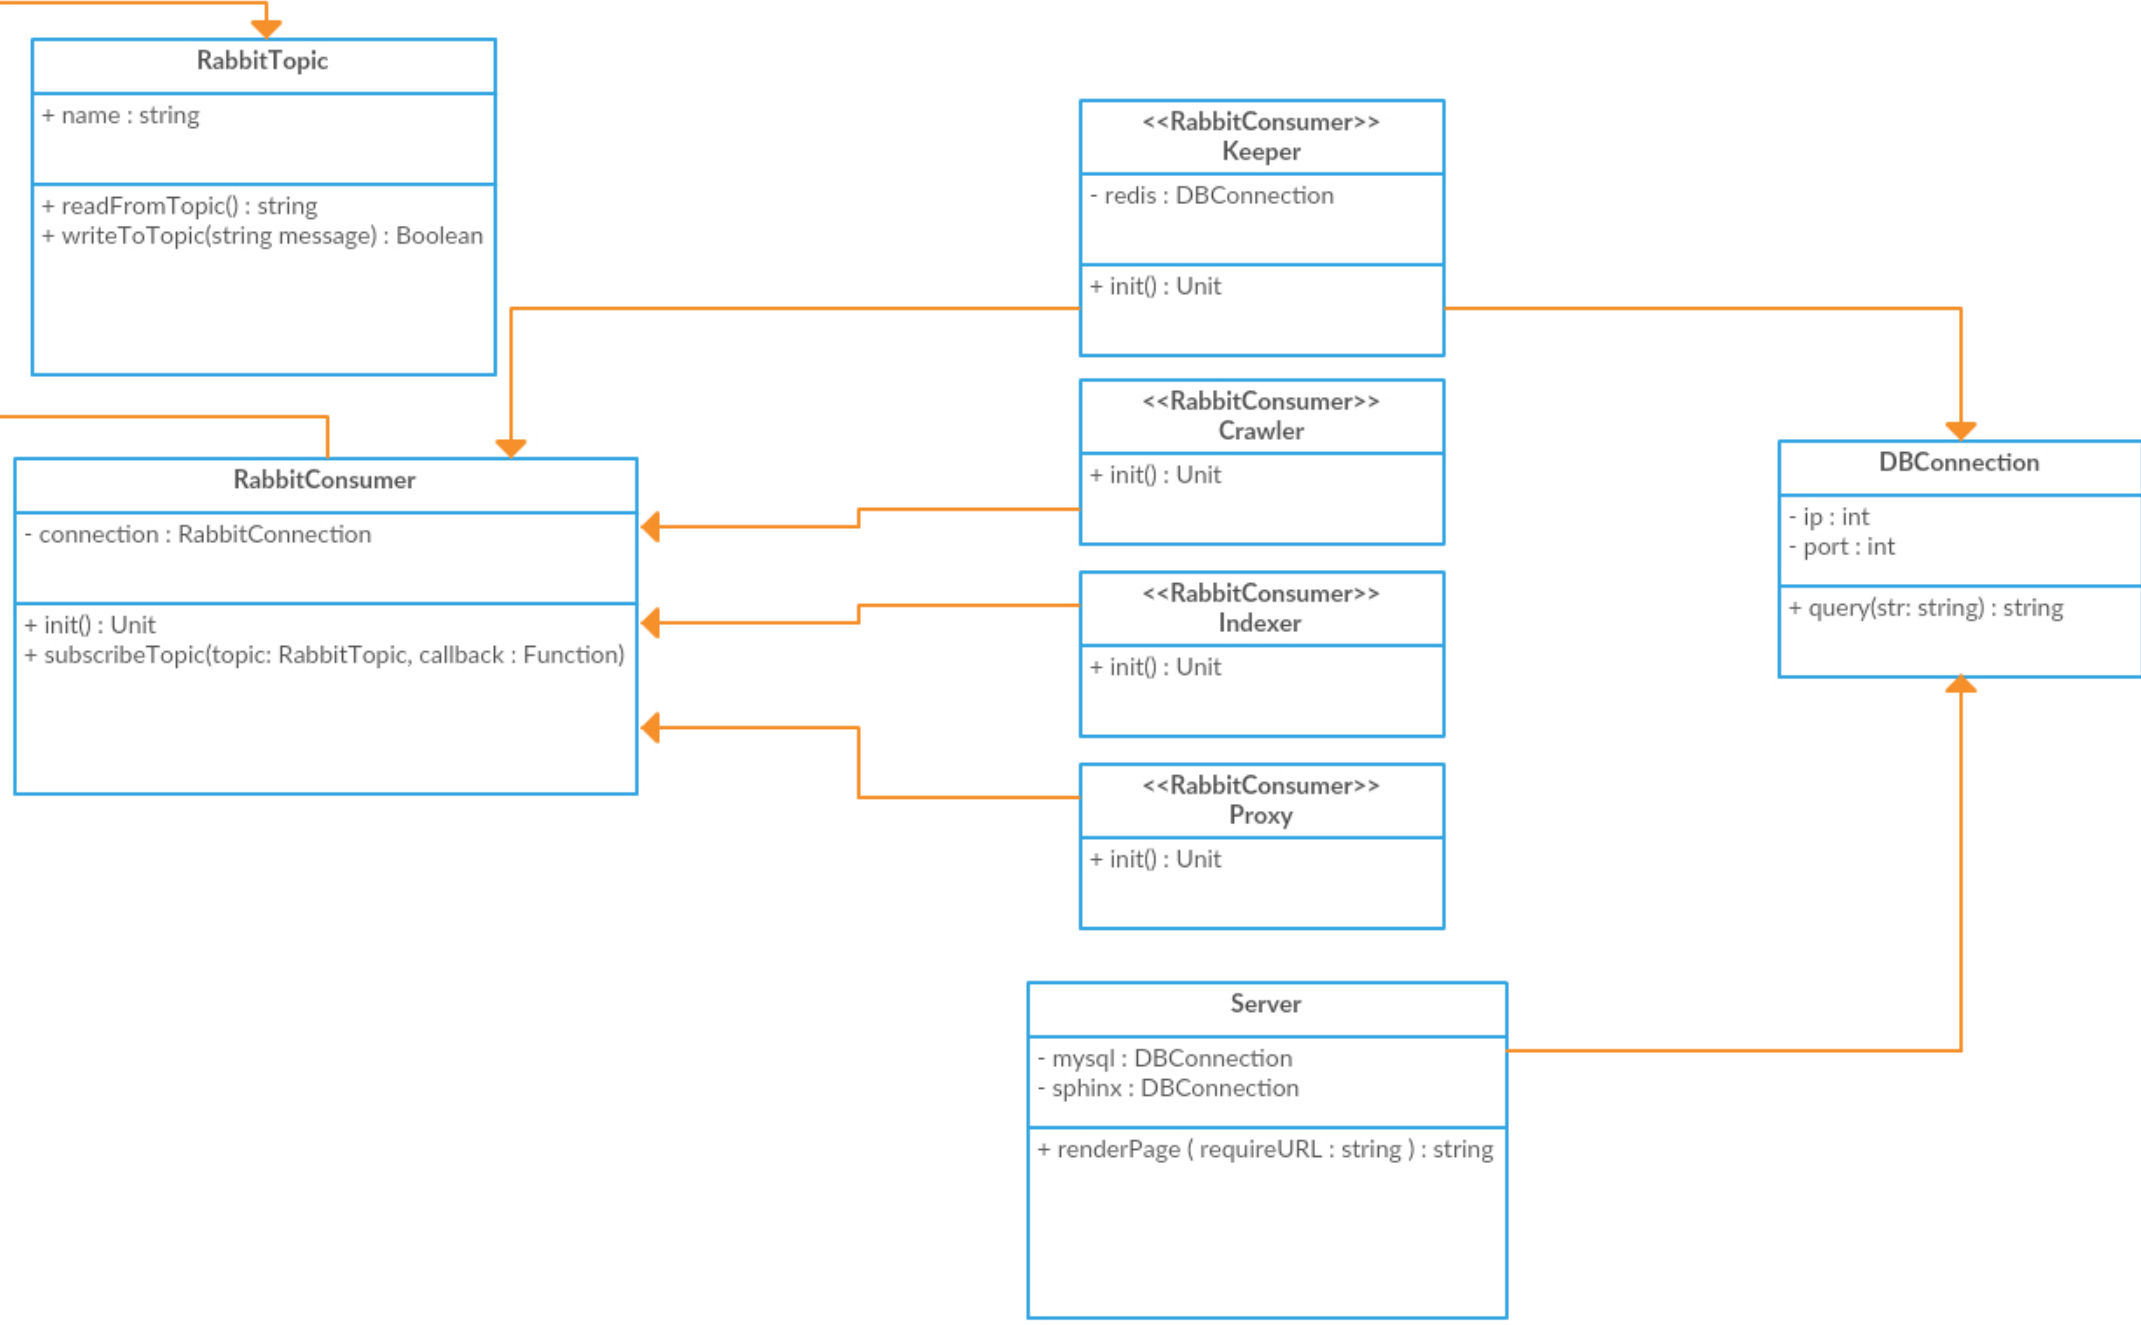 RabbitTopic
+ name : string
+ readFromTopic() : string
+ writeToTopic(string message) : Boolean
RabbitConsumer
- connection : RabbitConnection
+ init() : Unit
+ subscribeTopic(topic: RabbitTopic, callback : Function)
<<RabbitConsumer>>
Keeper
- redis : DBConnection
+ init() : Unit
<<RabbitConsumer>>
Crawler
+ init() : Unit
<<RabbitConsumer>>
Indexer
+ init() : Unit
<<RabbitConsumer>>
Proxy
+ init() : Unit
Server
- mysql : DBConnection
- sphinx : DBConnection
+ renderPage ( requireURL : string ) : string
DBConnection
- ip : int
- port : int
+ query(str: string) : string